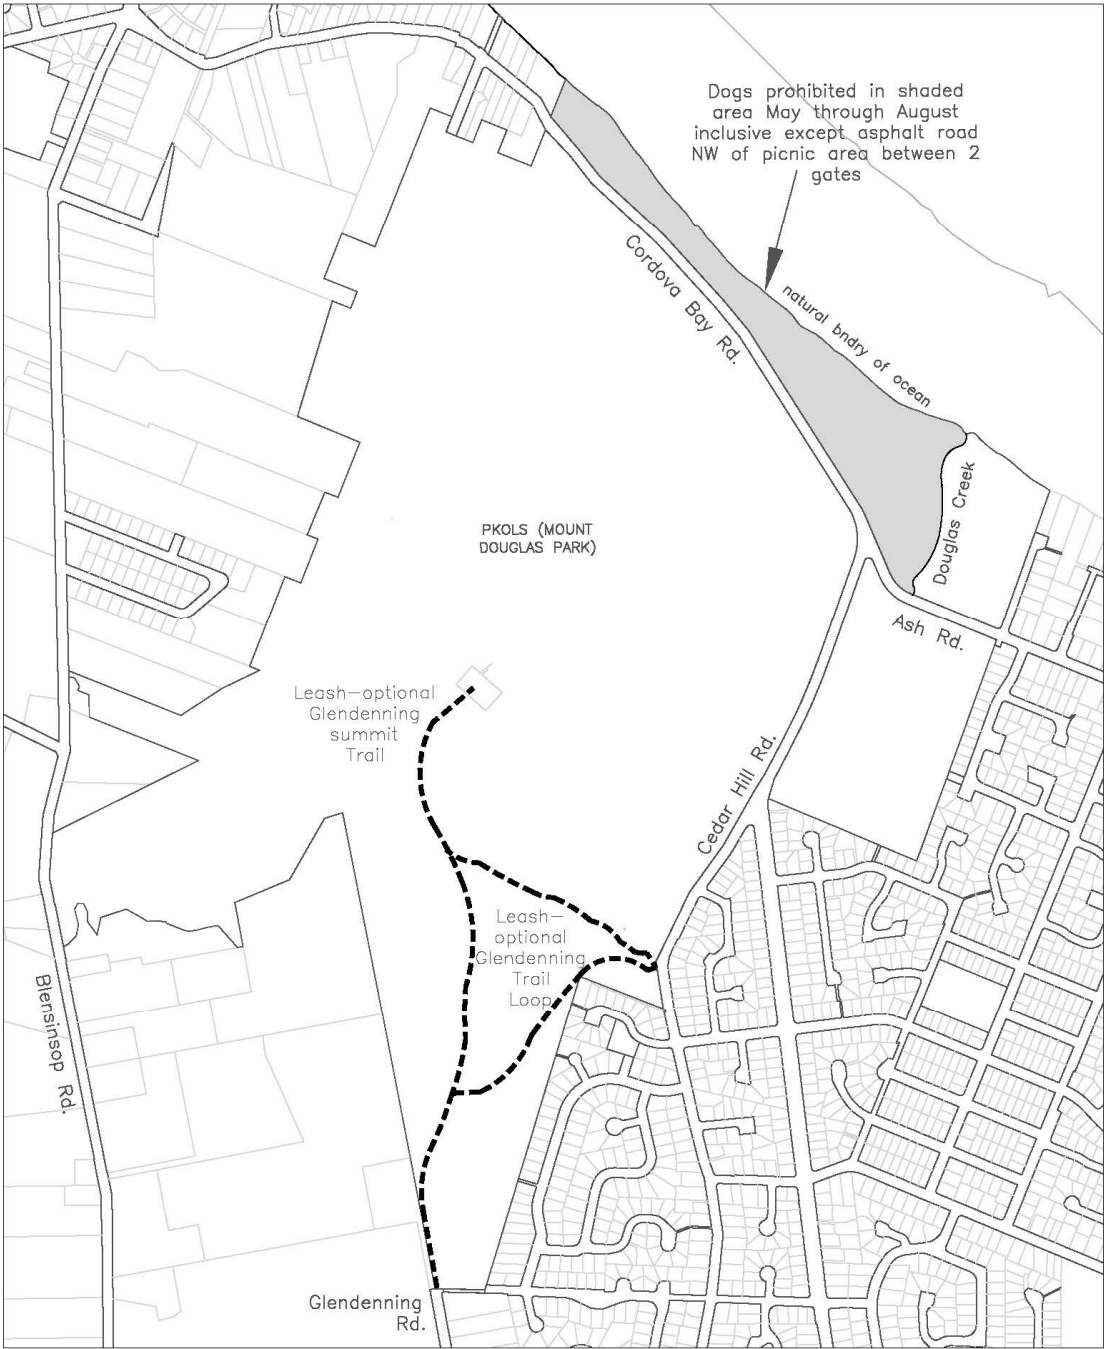 Dogs prohibited in shaded
area May through August
inclusive except asphalt road
NW of picnic area between 2
gates
Cordova Bay Rd.
natural bndry of ocean
Douglas Creek
PKOLS (MOUNT
DOUGLAS PARK)
Ash Rd.
Leash-optional
Glendenning
summit
Trail
Cedar Hill Rd.
Leash-
optional
Glendenning
Trail
Loop
Blensinsop Rd.
Glendenning
Rd.